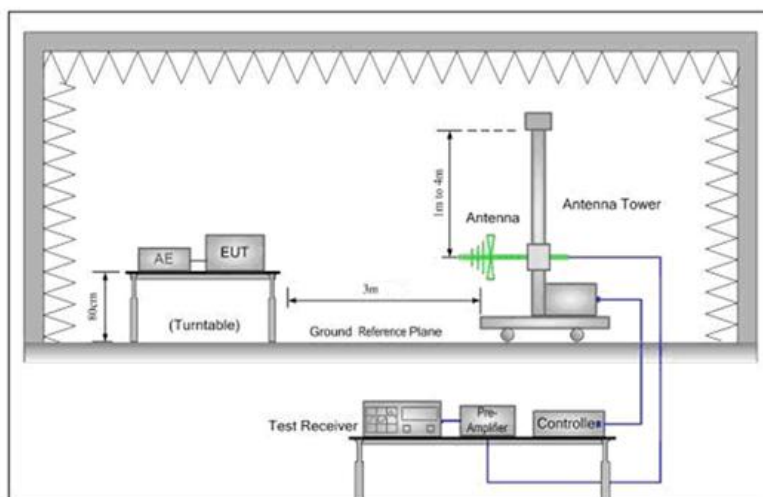 1m to 4m
Antenna
Antenna Tower
AE
EUT
80cm
3m
(Turntable)
Ground Reference Plane
Test Receiver
Pre-
Amplifier
Controller